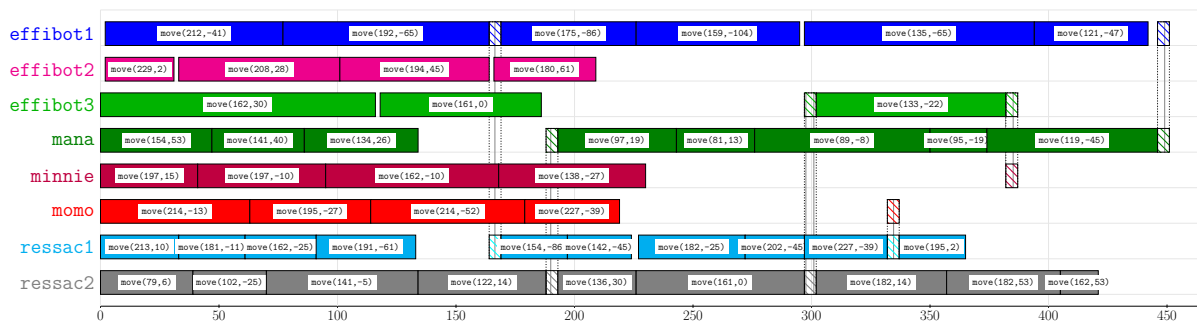 effibot1 move(212,-41) move(192,-65) move(175,-86) move(159,-104) move(135,-65) move(121,-47)
effibot2 move(229,2) move(208,28) move(194,45) move(180,61)
effibot3 move(162,30) move(161,0) move(133,-22)
mana move(154,53) move(141,40) move(134,26) move(97,19) move(81,13) move(89,-8) move(95,-19) move(119,-45)
minnie move(197,15) move(197,-10) move(162,-10) move(138,-27)
momo move(214,-13) move(195,-27) move(214,-52) move(227,-39)
ressac1 move(213,10) move(181,-11) move(162,-25) move(191,-61) move(154,-86 move(142,-45) move(182,-25) move(202,-45 move(227,-39) move(195,2)
ressac2 move(79,6) move(102,-25) move(141,-5) move(122,14) move(136,30) move(161,0) move(182,14) move(182,53) move(162,53)
0 50 100 150 200 250 300 350 400 450